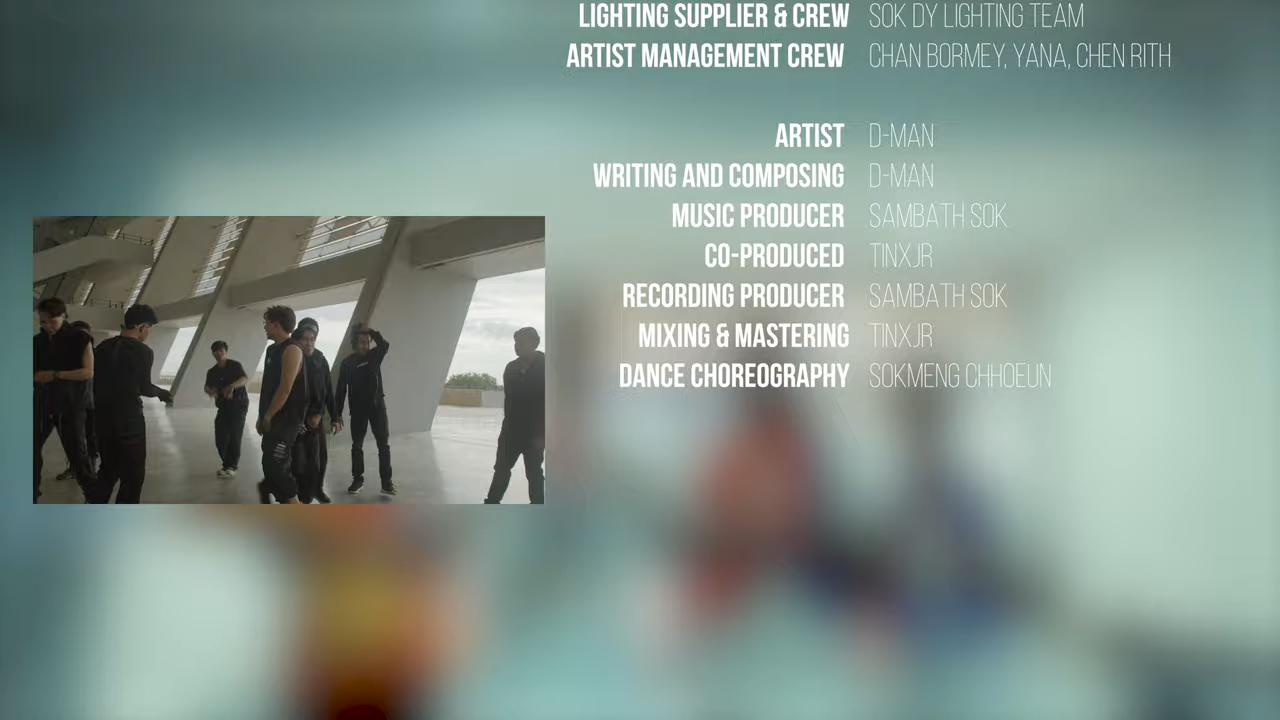 LIGHTING SUPPLIER & CREW SOK DY LIGHTING TEAM
ARTIST MANAGEMENT CREW CHAN BORMEY, YANA, CHEN RITH
ARTIST D-MAN
WRITING AND COMPOSING D-MAN
MUSIC PRODUCER SAMBATH SOK
CO-PRODUCED TINXJR
RECORDING PRODUCER SAMBATH SOK
MIXING & MASTERING TINXJR
DANCE CHOREOGRAPHY SOKMENG CHHOEUN